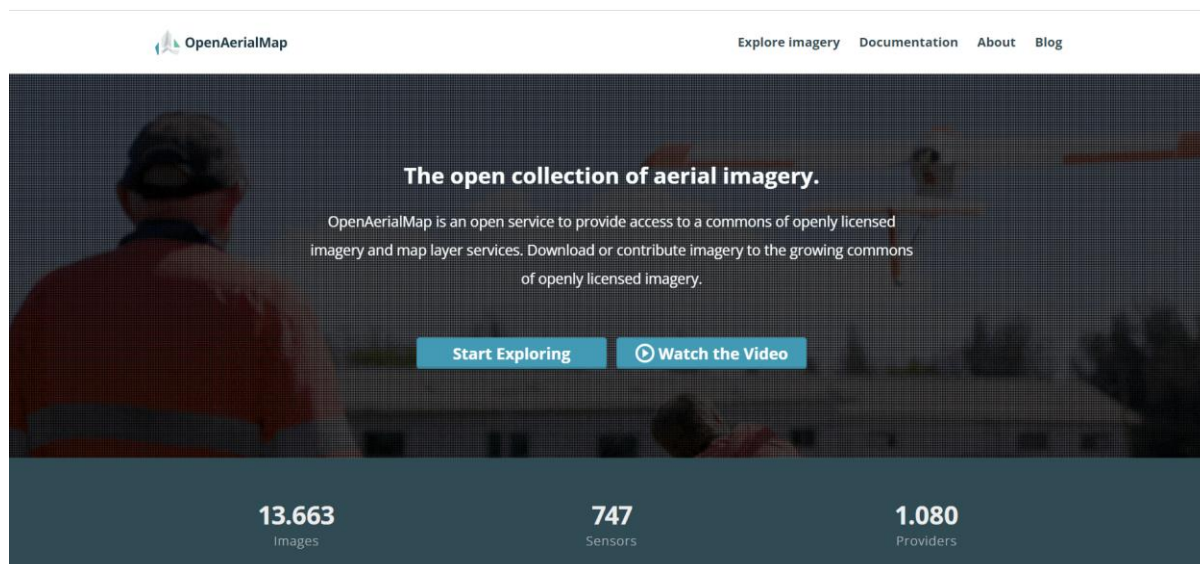 OpenAerialMap
Explore imagery Documentation About Blog
The open collection of aerial imagery.
OpenAerialMap is an open service to provide access to a commons of openly licensed
imagery and map layer services. Download or contribute imagery to the growing commons
of openly licensed imagery.
Start Exploring Watch the Video
13.663 747 1.080
Images Sensors Providers